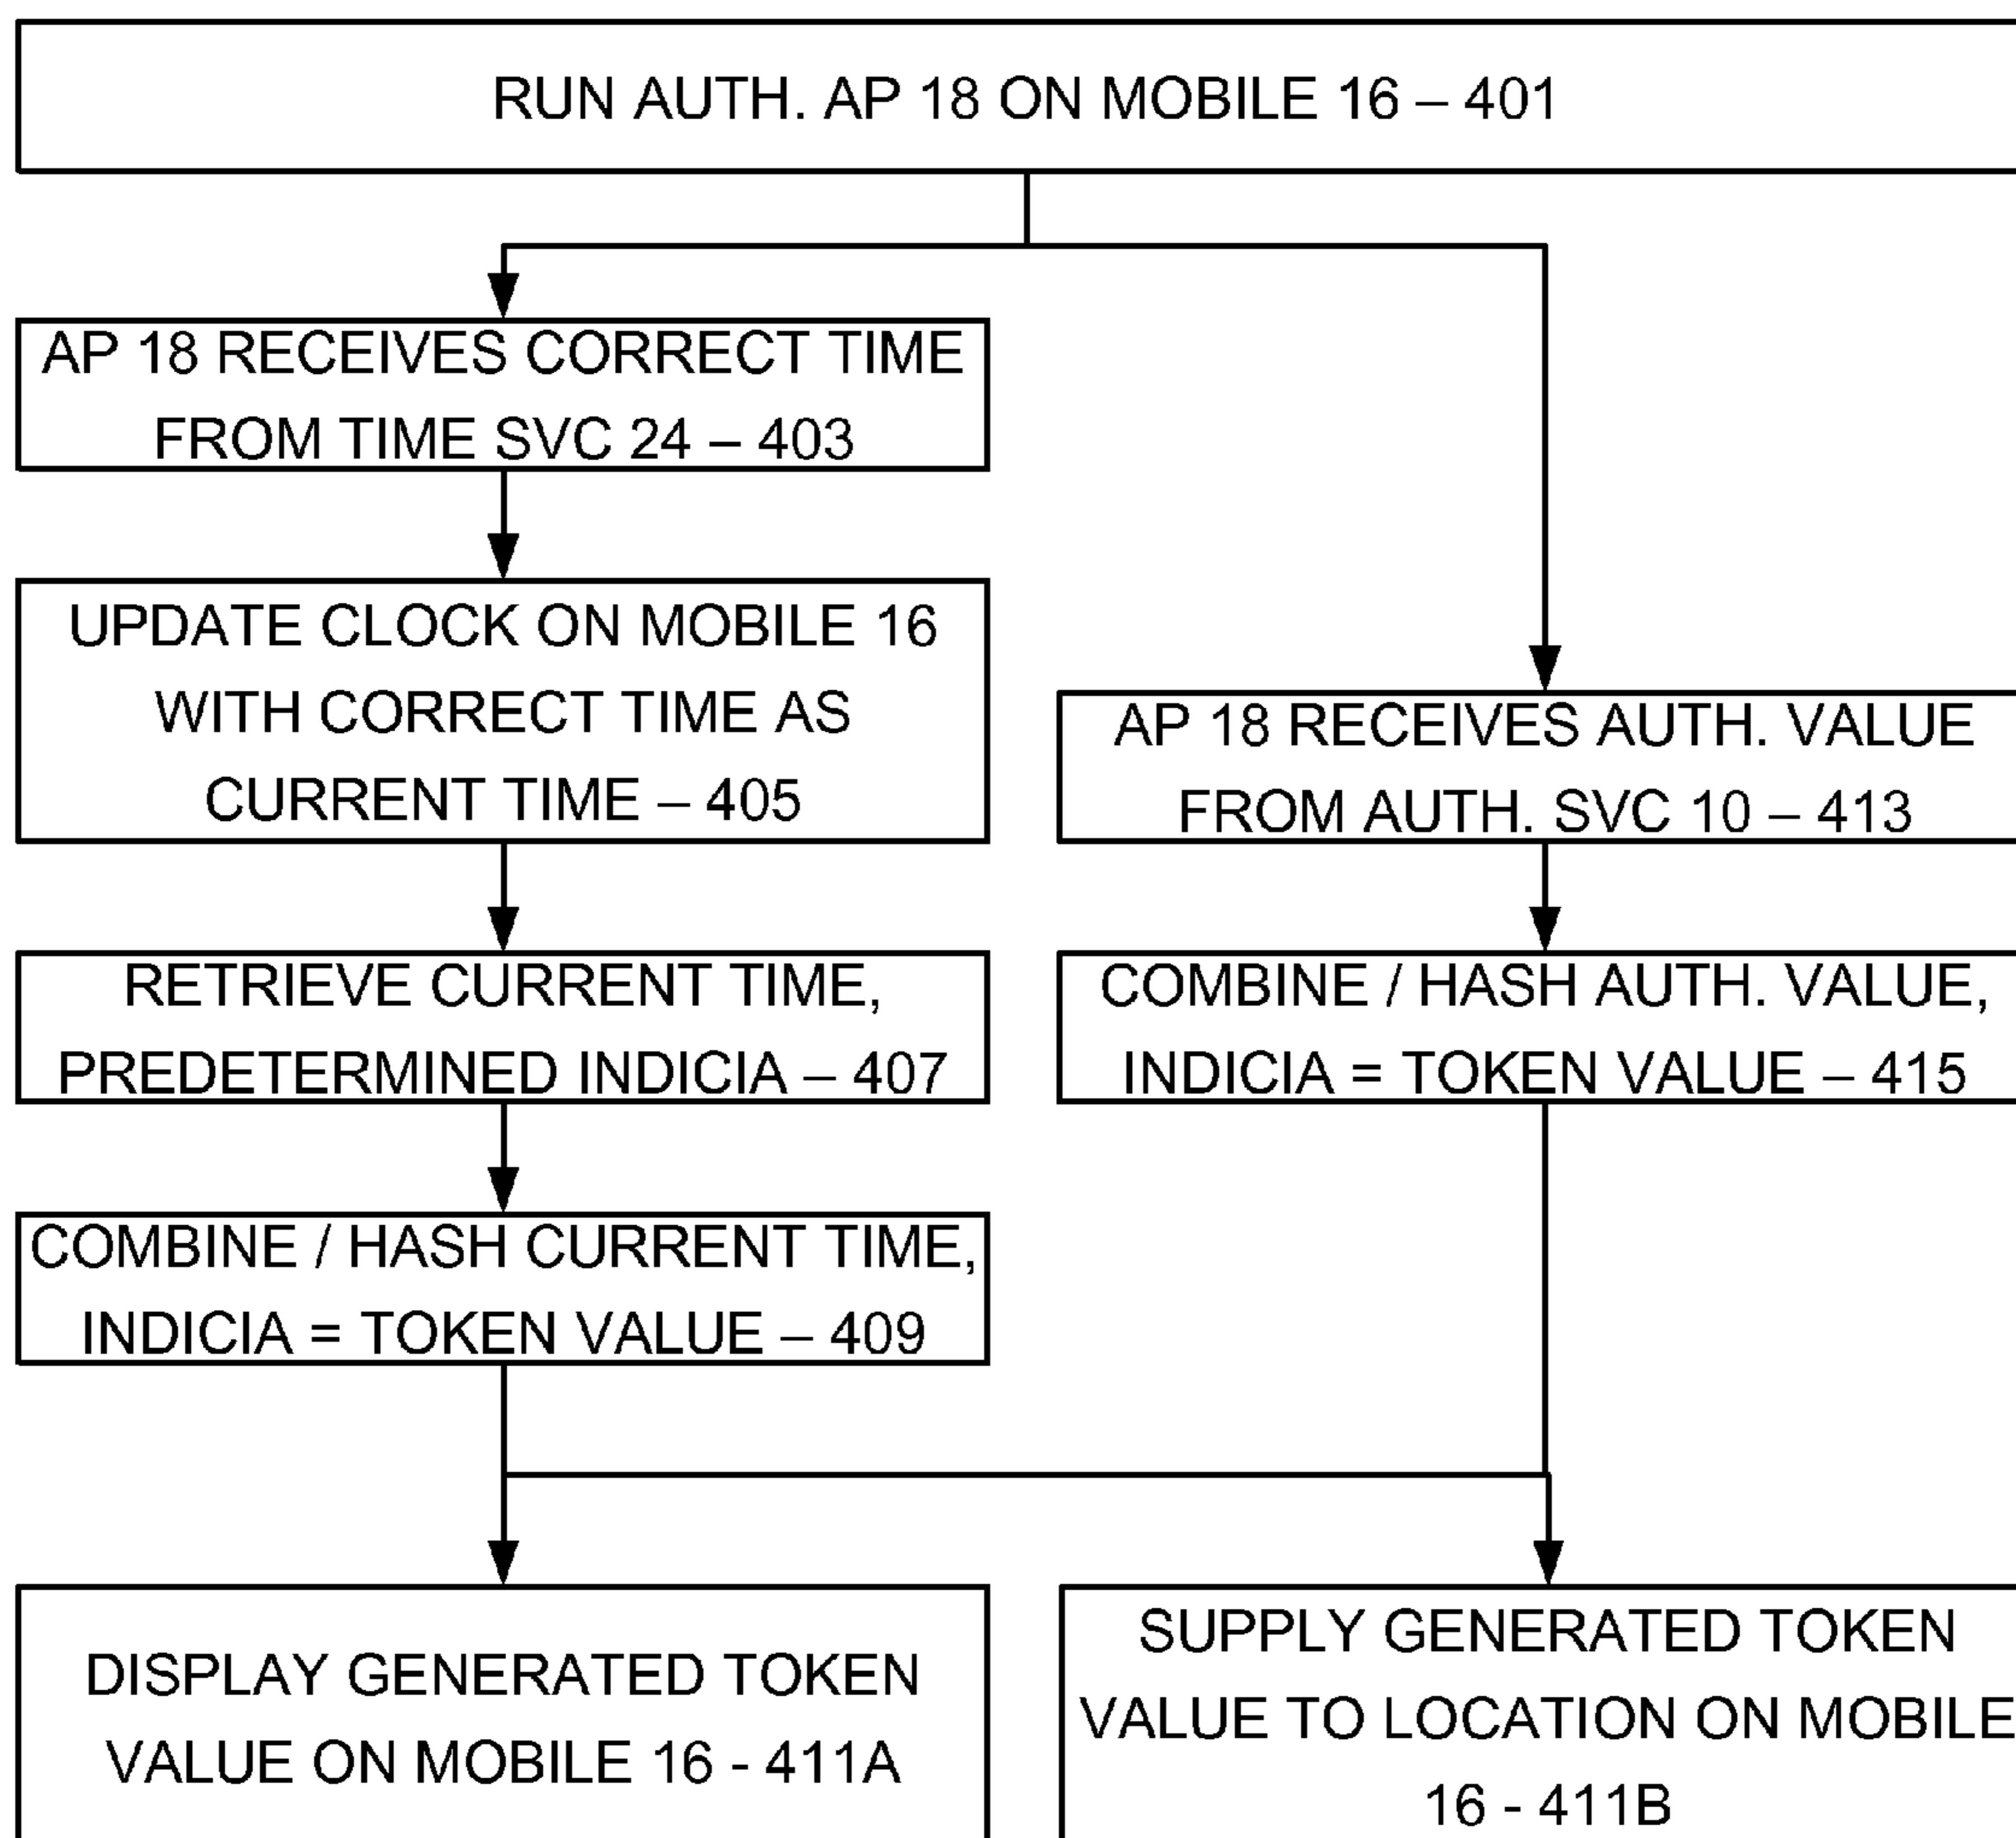 RUN AUTH. AP 18 ON MOBILE 16 – 401
AP 18 RECEIVES CORRECT TIME
FROM TIME SVC 24 – 403
UPDATE CLOCK ON MOBILE 16
WITH CORRECT TIME AS
CURRENT TIME – 405
AP 18 RECEIVES AUTH. VALUE
FROM AUTH. SVC 10 – 413
RETRIEVE CURRENT TIME,
PREDETERMINED INDICIA – 407
COMBINE / HASH AUTH. VALUE,
INDICIA = TOKEN VALUE – 415
COMBINE / HASH CURRENT TIME,
INDICIA = TOKEN VALUE – 409
DISPLAY GENERATED TOKEN
VALUE ON MOBILE 16 - 411A
SUPPLY GENERATED TOKEN
VALUE TO LOCATION ON MOBILE
16 - 411B